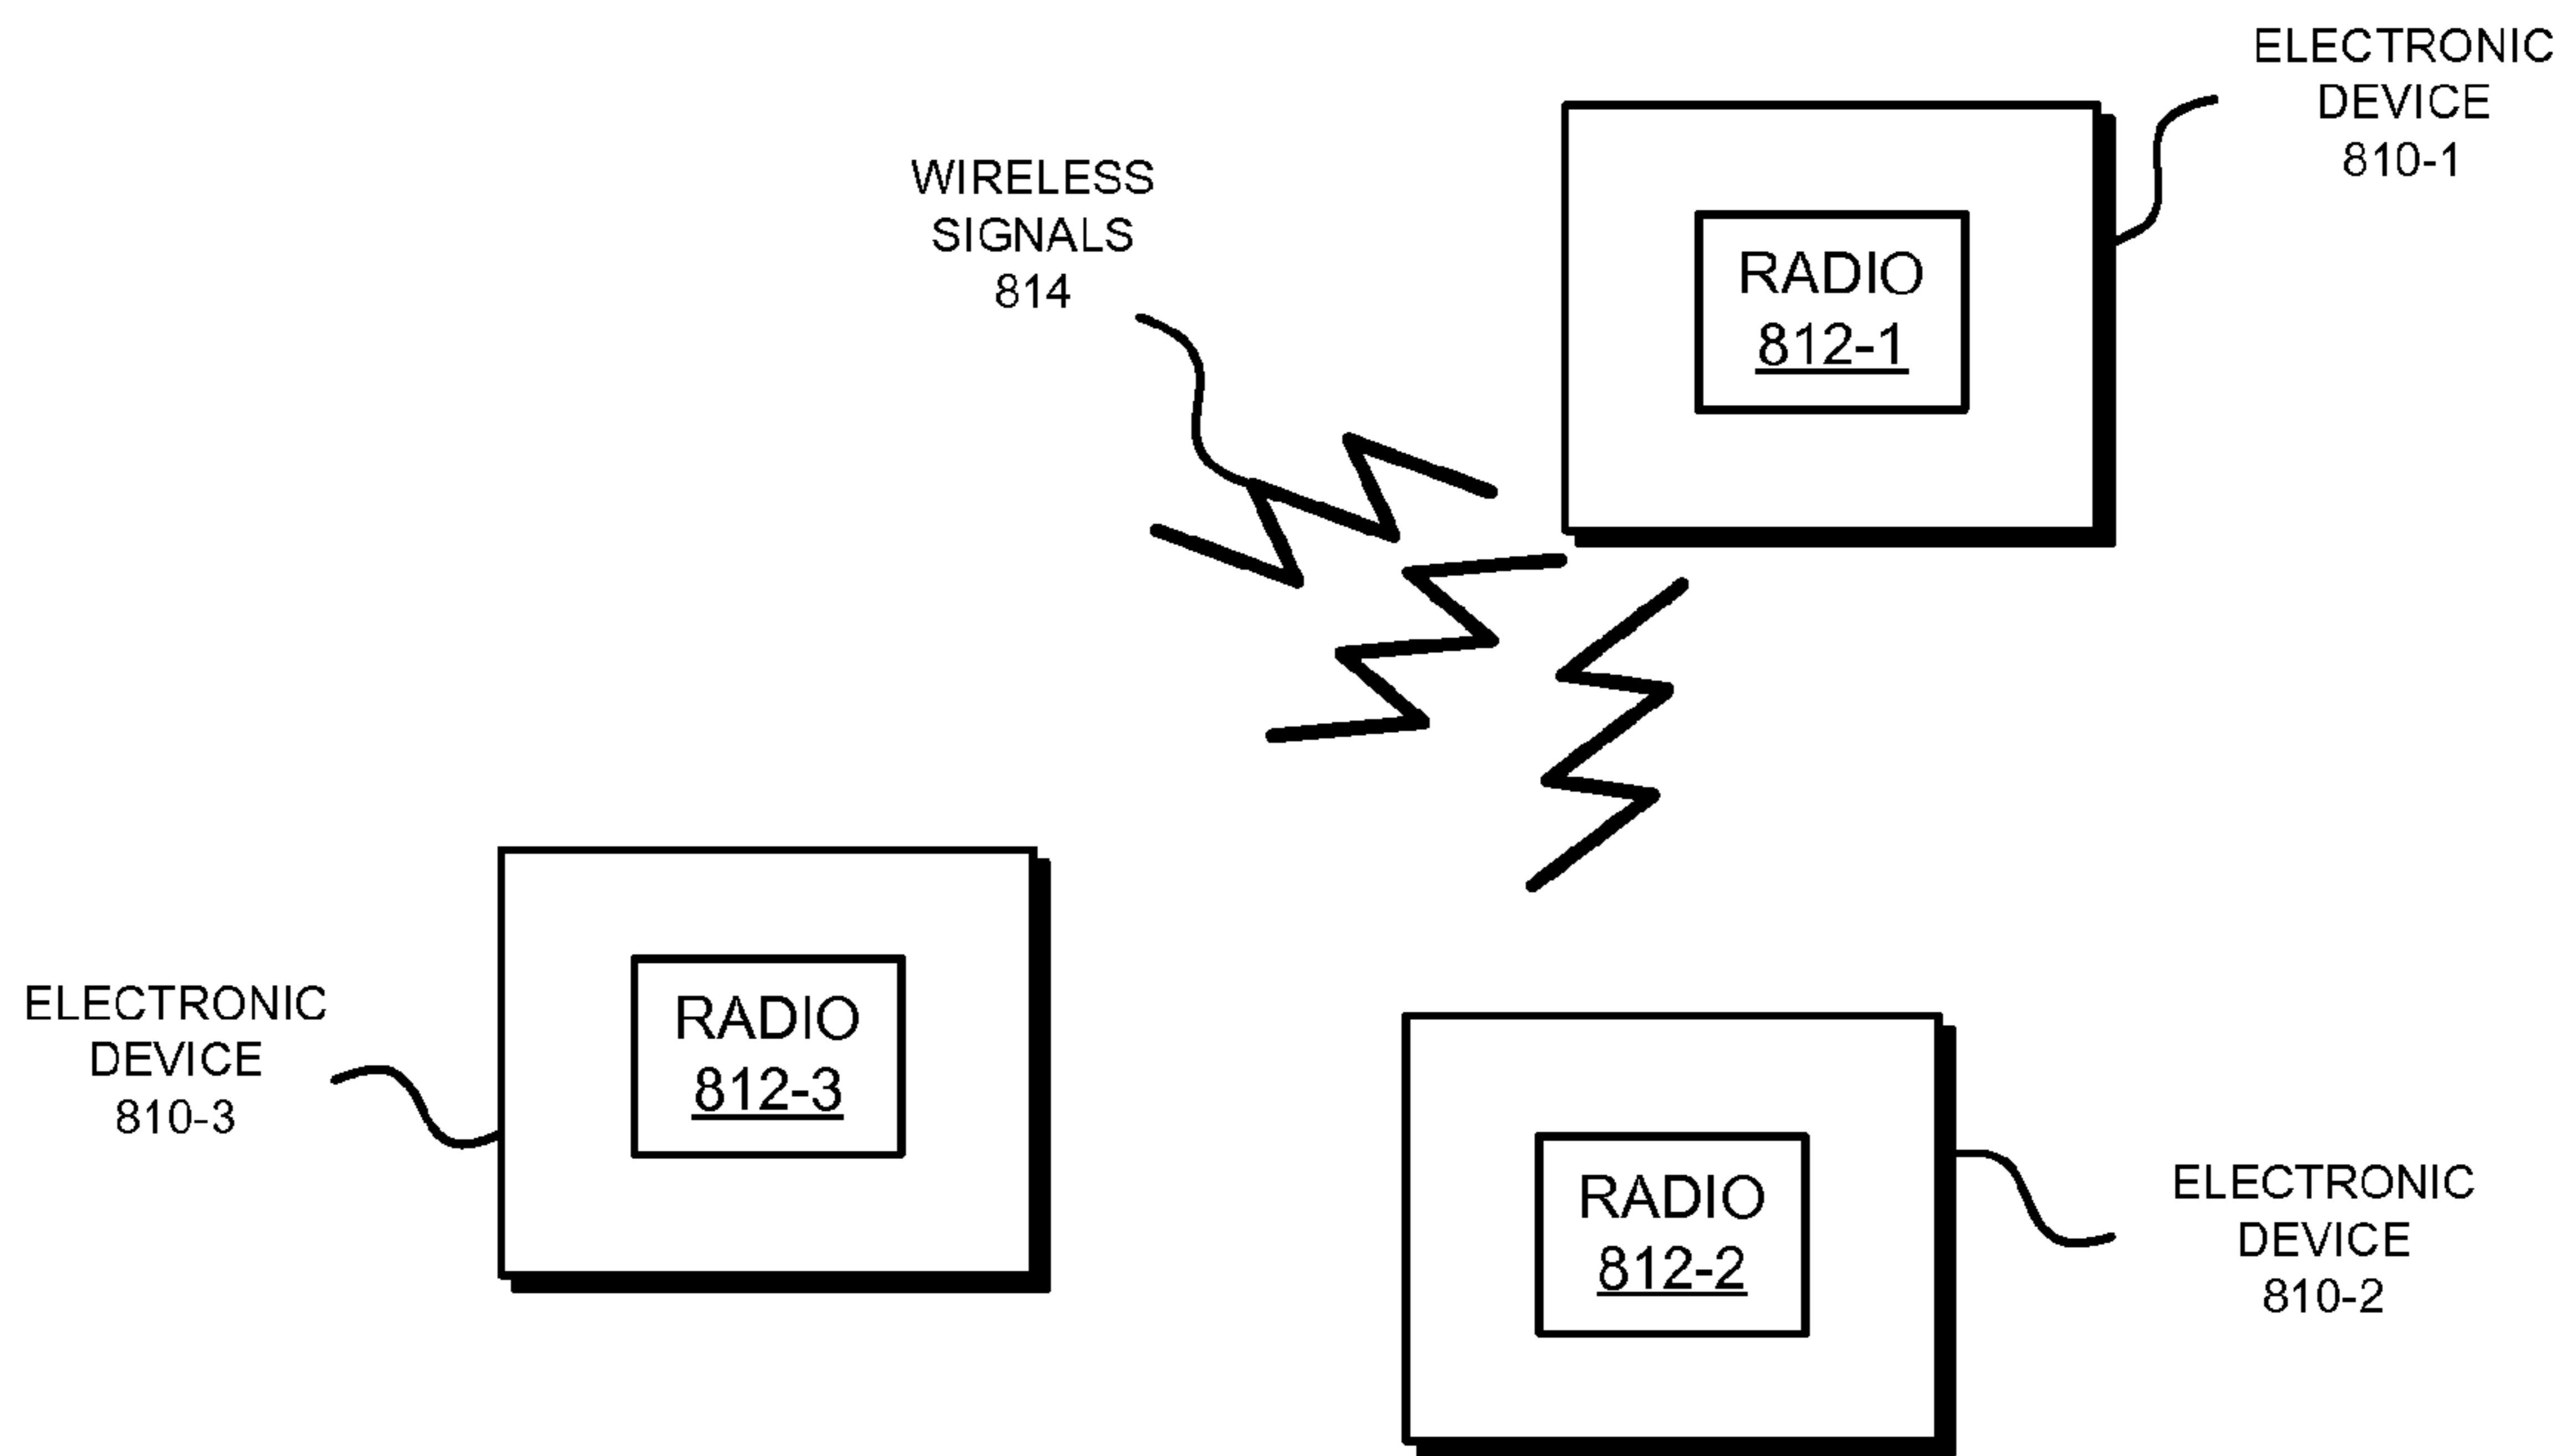 ELECTRONIC
DEVICE
810-1
WIRELESS
SIGNALS
814
RADIO
812-1
ELECTRONIC
DEVICE
810-3
RADIO
812-3
RADIO
812-2
ELECTRONIC
DEVICE
810-2